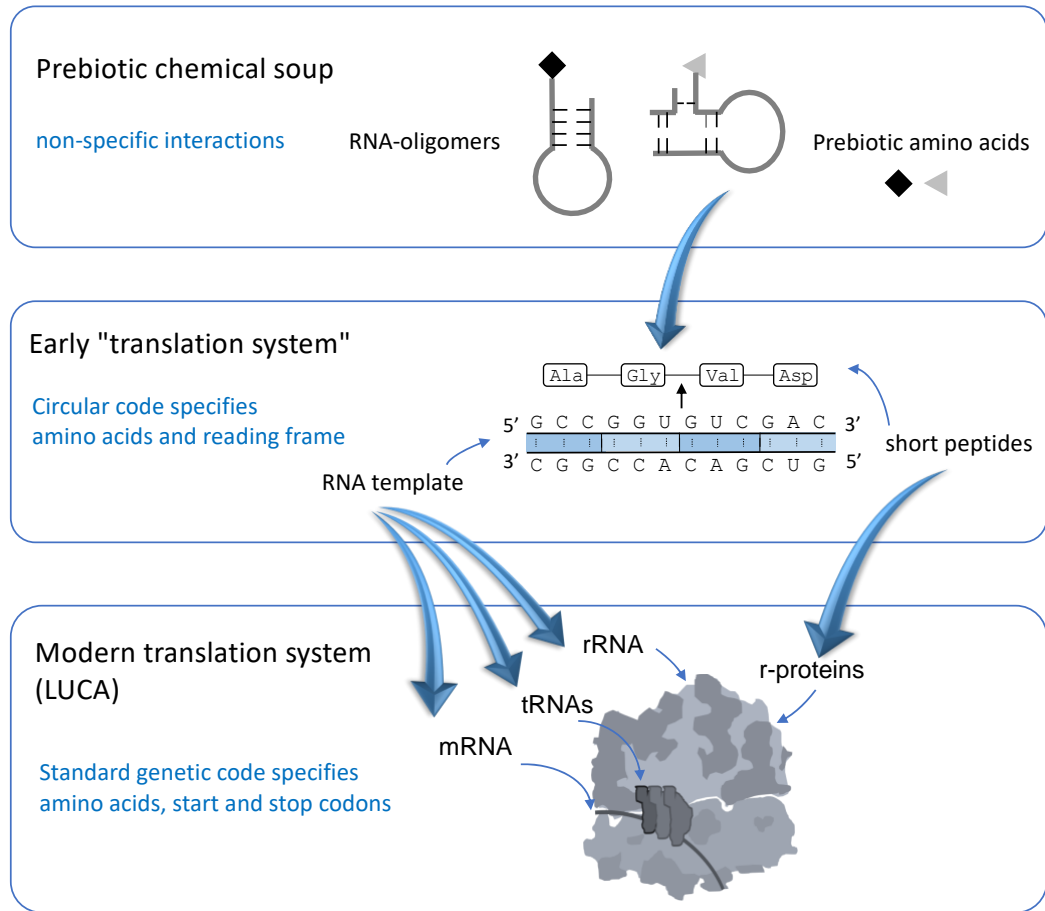 Prebiotic chemical soup
non-specific interactions
RNA-oligomers
Prebiotic amino acids
Early "translation system"
Circular code specifies
amino acids and reading frame
Ala Gly Val Asp
5’ G C C G G U G U C G A C 3’
3’ C G G C C A C A G C U G 5’
RNA template
short peptides
Modern translation system
(LUCA)
Standard genetic code specifies
amino acids, start and stop codons
rRNA
tRNAs
mRNA
r-proteins